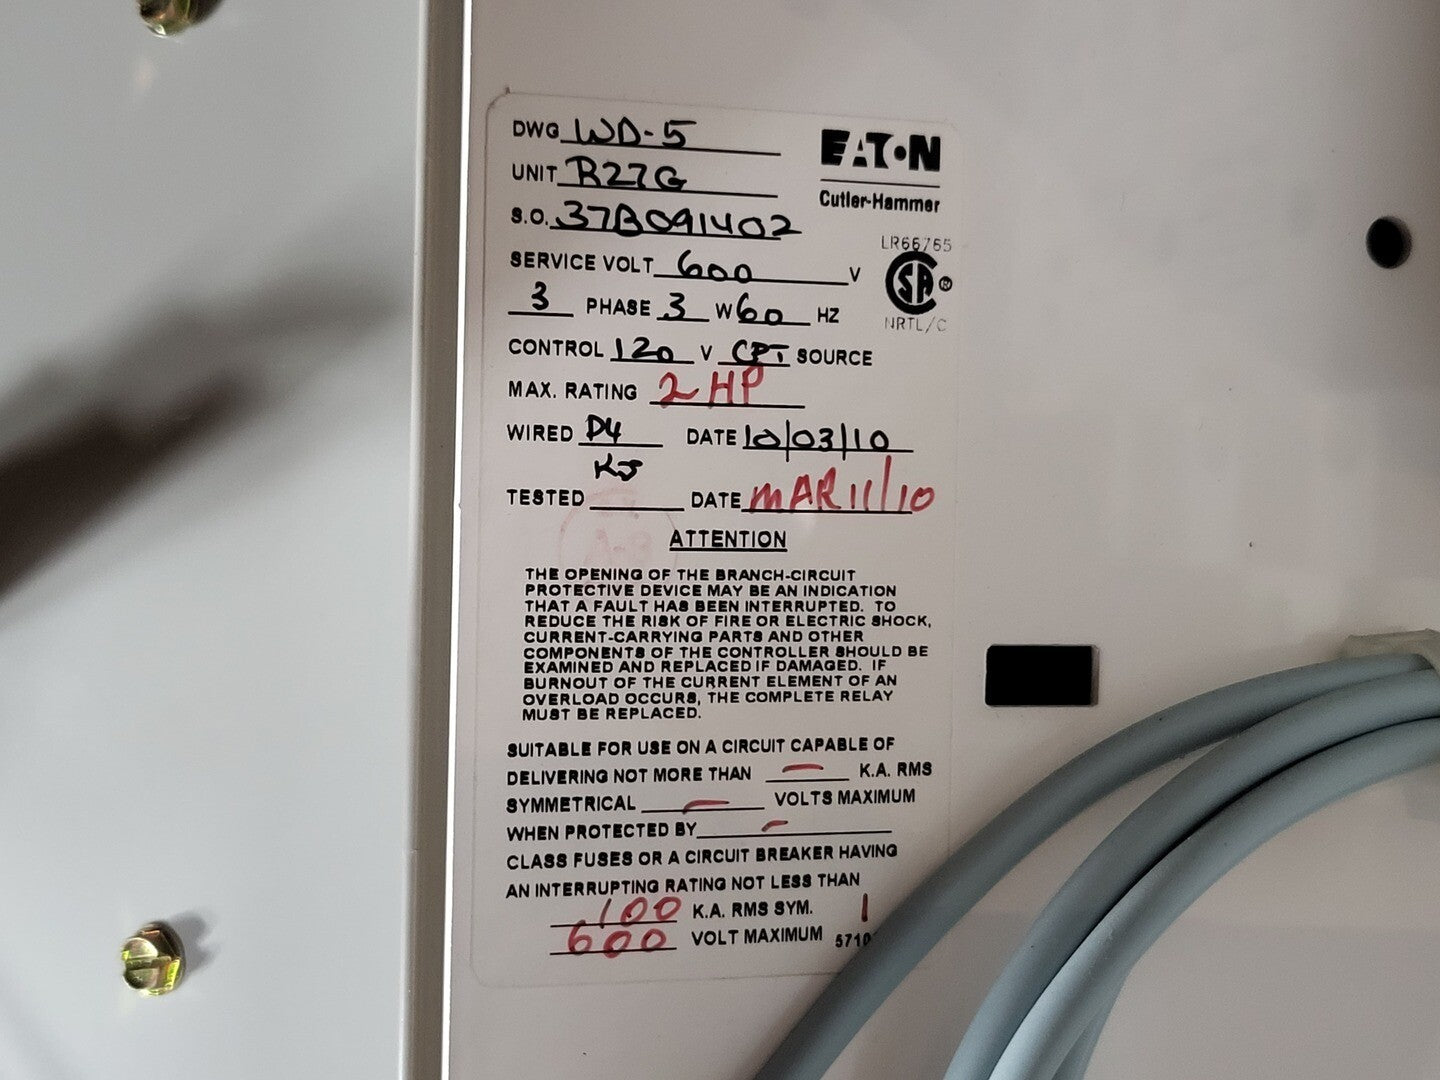 DWG WD-5
EATON
UNIT R27G
Cutler-Hammer
S.O. 37B091402
LR66765
SERVICE VOLT 600 V
SA ®
3 PHASE 3 W 60 HZ
NRTL/C
CONTROL 120 V CPT SOURCE
MAX. RATING 2 HP
WIRED P4 DATE 10/03/10
KJ
TESTED DATE MAR 11/10
ATTENTION
THE OPENING OF THE BRANCH-CIRCUIT
PROTECTIVE DEVICE MAY BE AN INDICATION
THAT A FAULT HAS BEEN INTERRUPTED. TO
REDUCE THE RISK OF FIRE OR ELECTRIC SHOCK,
CURRENT-CARRYING PARTS AND OTHER
COMPONENTS OF THE CONTROLLER SHOULD BE
EXAMINED AND REPLACED IF DAMAGED. IF
BURNOUT OF THE CURRENT ELEMENT OF AN
OVERLOAD OCCURS, THE COMPLETE RELAY
MUST BE REPLACED.
SUITABLE FOR USE ON A CIRCUIT CAPABLE OF
DELIVERING NOT MORE THAN — K.A. RMS
SYMMETRICAL — VOLTS MAXIMUM
WHEN PROTECTED BY -
CLASS FUSES OR A CIRCUIT BREAKER HAVING
AN INTERRUPTING RATING NOT LESS THAN
100 K.A. RMS SYM. 1
600 VOLT MAXIMUM